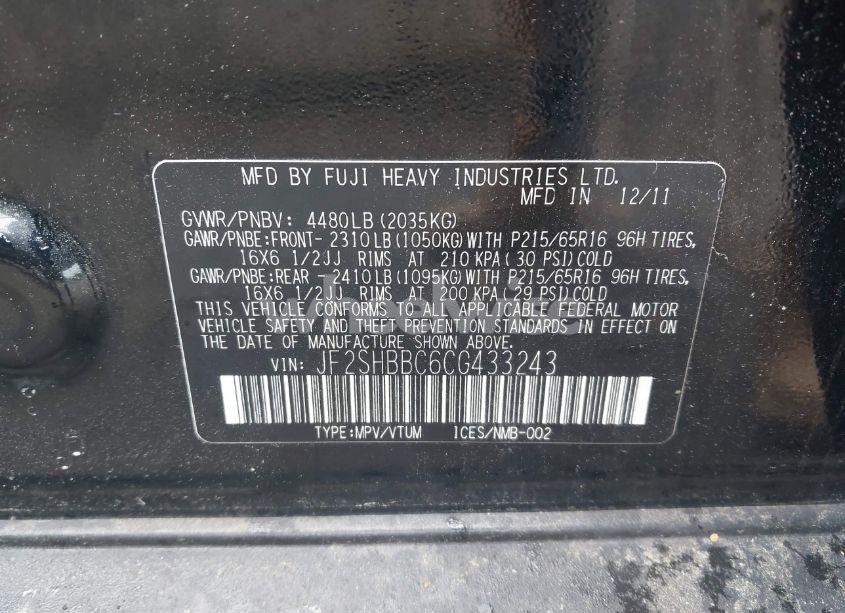 MFD BY FUJI HEAVY INDUSTRIES LTD.
MFD IN 12/11
GVWR/PNBV: 4480LB(2035KG)
GAWR/PNBE:FRONT- 2310LB(1050KG)WITH P215/65R16 96H TIRES,
16X6 1/2JJ RIMS AT 210 KPA(30 PSI)COLD
GAWR/PNBE:REAR - 2410LB(1095KG)WITH P215/65R16 96H TIRES,
16X6 1/2JJ RIMS AT 200 KPA(29 PSI)COLD
THIS VEHICLE CONFORMS TO ALL APPLICABLE FEDERAL MOTOR
VEHICLE SAFETY AND THEFT PREVENTION STANDARDS IN EFFECT ON
THE DATE OF MANUFACTURE SHOWN ABOVE.
VIN: JF2SHBBC6CG433243
TYPE:MPV/VTUM ICES/NMB-002